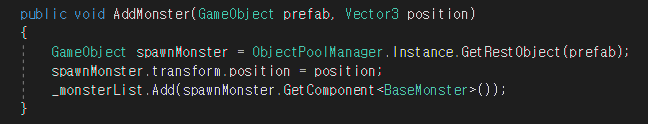 public void AddMonster(GameObject prefab, Vector3 position)
{
GameObject spawnMonster = ObjectPoolManager.Instance.GetRestObject(prefab);
spawnMonster.transform.position = position;
_monsterList.Add(spawnMonster.GetComponent<BaseMonster>());
}